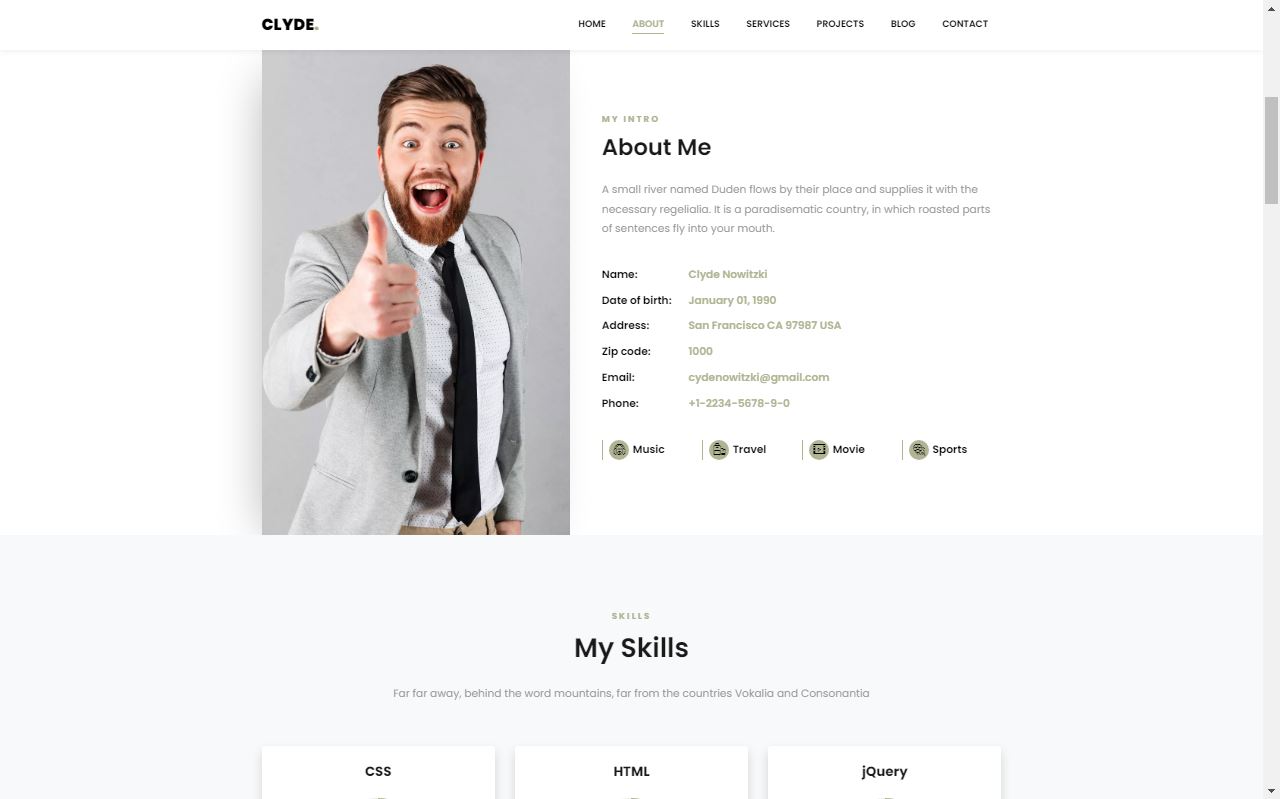 CLYDE.
HOME ABOUT SKILLS SERVICES PROJECTS BLOG CONTACT
MY INTRO
About Me
A small river named Duden flows by their place and supplies it with the
necessary regelialia. It is a paradisematic country, in which roasted parts
of sentences fly into your mouth.
Name: Clyde Nowitzki
Date of birth: January 01, 1990
Address: San Francisco CA 97987 USA
Zip code: 1000
Email: cydenowitzki@gmail.com
Phone: +1-2234-5678-9-0
Music Travel Movie Sports
SKILLS
My Skills
Far far away, behind the word mountains, far from the countries Vokalia and Consonantia
CSS HTML jQuery